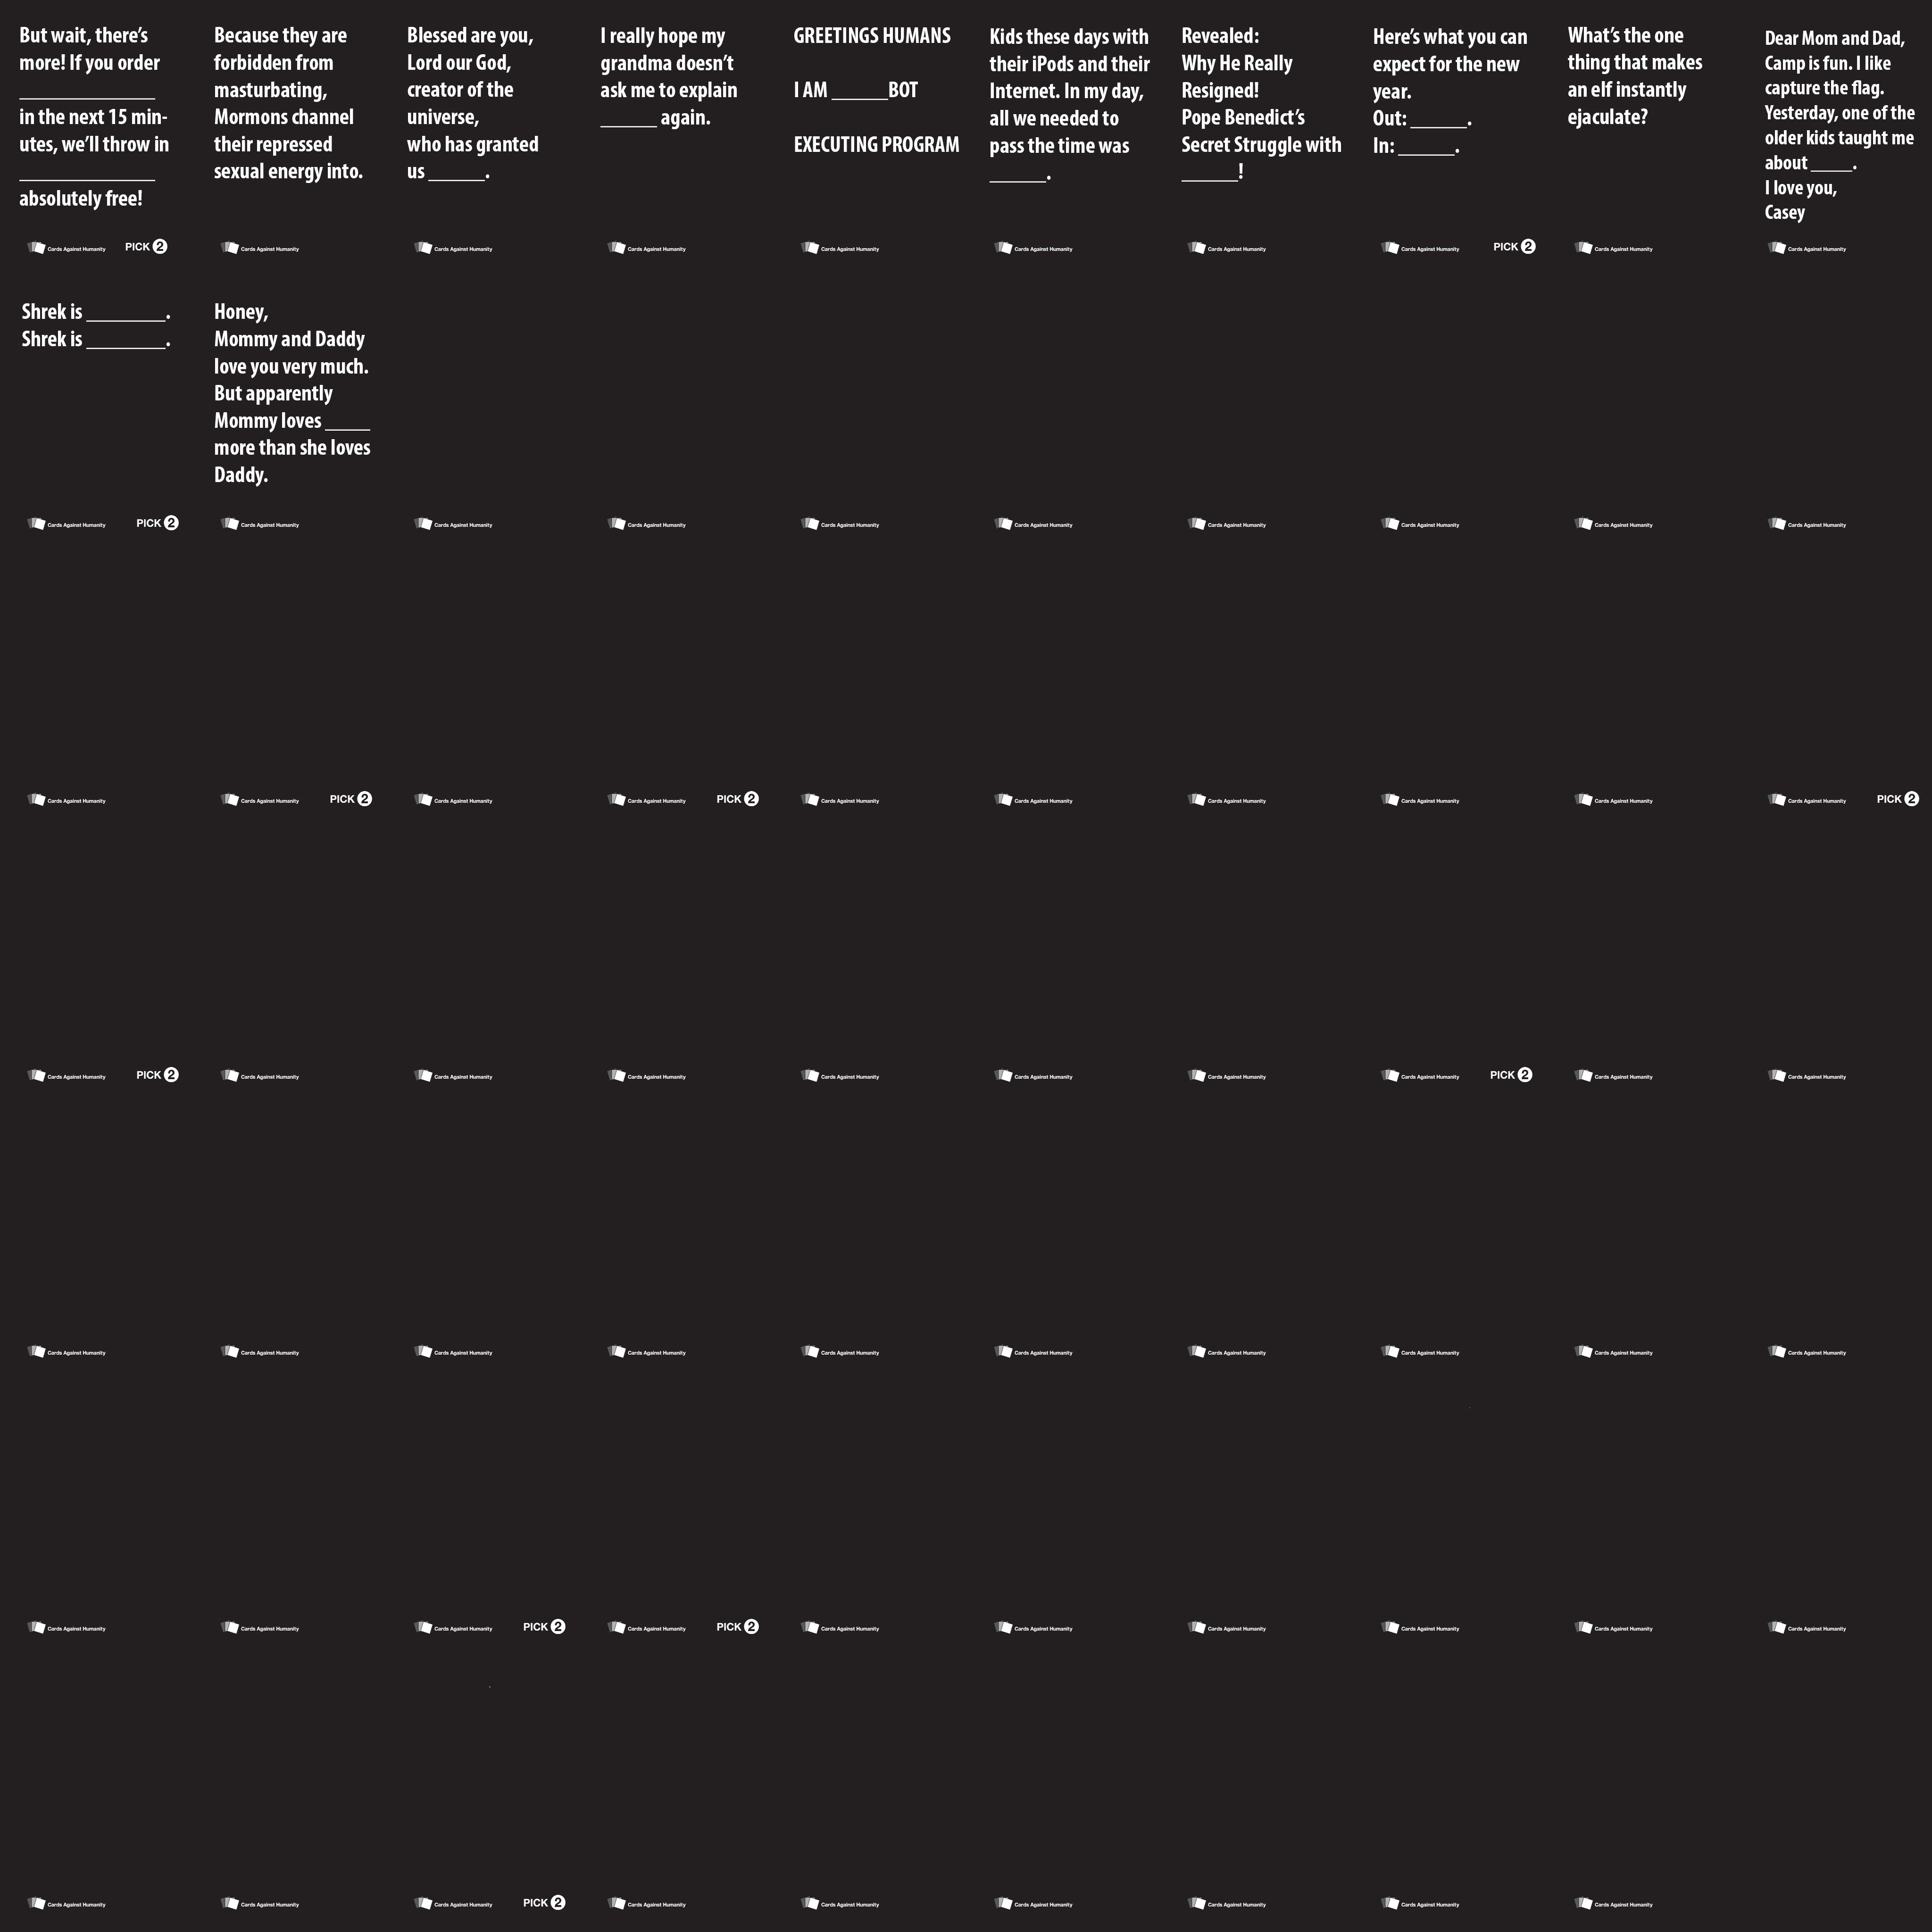 But wait, there's
more! If you order
_______________
in the next 15 min-
utes, we'll throw in
_______________
absolutely free!
Cards Against Humanity PICK 2
Because they are
forbidden from
masturbating,
Mormons channel
their repressed
sexual energy into.
Cards Against Humanity
Blessed are you,
Lord our God,
creator of the
universe,
who has granted
us ______.
Cards Against Humanity
I really hope my
grandma doesn't
ask me to explain
______ again.
Cards Against Humanity
GREETINGS HUMANS
I AM ______BOT
EXECUTING PROGRAM
Cards Against Humanity
Kids these days with
their iPods and their
Internet. In my day,
all we needed to
pass the time was
______.
Cards Against Humanity
Revealed:
Why He Really
Resigned!
Pope Benedict's
Secret Struggle with
______!
Cards Against Humanity
Here's what you can
expect for the new
year.
Out: ______.
In: ______.
Cards Against Humanity PICK 2
What's the one
thing that makes
an elf instantly
ejaculate?
Cards Against Humanity
Dear Mom and Dad,
Camp is fun. I like
capture the flag.
Yesterday, one of the
older kids taught me
about _____.
I love you,
Casey
Cards Against Humanity
Shrek is ________.
Shrek is ________.
Cards Against Humanity PICK 2
Honey,
Mommy and Daddy
love you very much.
But apparently
Mommy loves _____
more than she loves
Daddy.
Cards Against Humanity
Cards Against Humanity
Cards Against Humanity
Cards Against Humanity
Cards Against Humanity
Cards Against Humanity
Cards Against Humanity
Cards Against Humanity
Cards Against Humanity
Cards Against Humanity
Cards Against Humanity PICK 2
Cards Against Humanity
Cards Against Humanity PICK 2
Cards Against Humanity
Cards Against Humanity
Cards Against Humanity
Cards Against Humanity
Cards Against Humanity
Cards Against Humanity PICK 2
Cards Against Humanity PICK 2
Cards Against Humanity
Cards Against Humanity
Cards Against Humanity
Cards Against Humanity
Cards Against Humanity
Cards Against Humanity
Cards Against Humanity PICK 2
Cards Against Humanity
Cards Against Humanity
Cards Against Humanity
Cards Against Humanity
Cards Against Humanity
Cards Against Humanity
Cards Against Humanity
Cards Against Humanity
Cards Against Humanity
Cards Against Humanity
Cards Against Humanity
Cards Against Humanity
Cards Against Humanity
Cards Against Humanity
Cards Against Humanity PICK 2
Cards Against Humanity PICK 2
Cards Against Humanity
Cards Against Humanity
Cards Against Humanity
Cards Against Humanity
Cards Against Humanity
Cards Against Humanity
Cards Against Humanity
Cards Against Humanity
Cards Against Humanity PICK 2
Cards Against Humanity
Cards Against Humanity
Cards Against Humanity
Cards Against Humanity
Cards Against Humanity
Cards Against Humanity